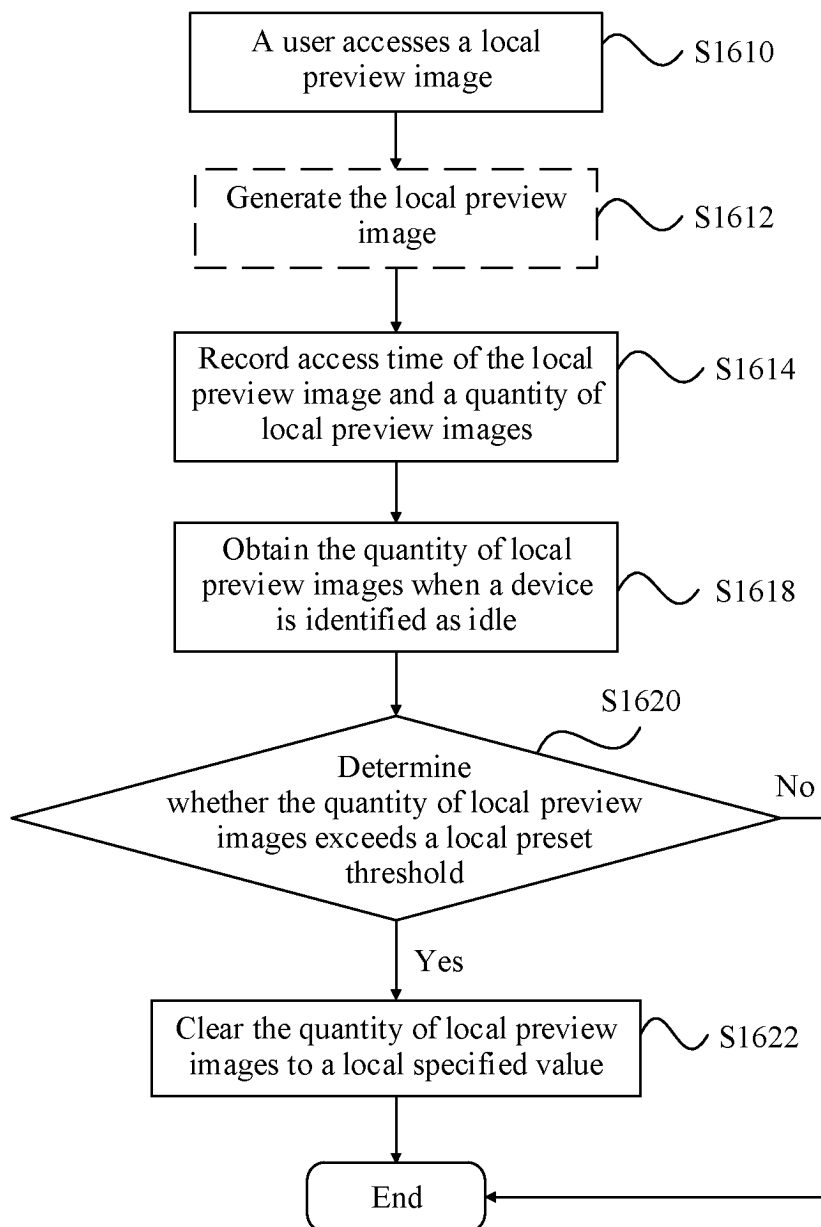 A user accesses a local
preview image
S1610
Generate the local preview
image
S1612
Record access time of the local
preview image and a quantity of
local preview images
S1614
Obtain the quantity of local
preview images when a device
is identified as idle
S1618
S1620
Determine
whether the quantity of local preview
images exceeds a local preset
threshold
No
Yes
Clear the quantity of local preview
images to a local specified value
S1622
End